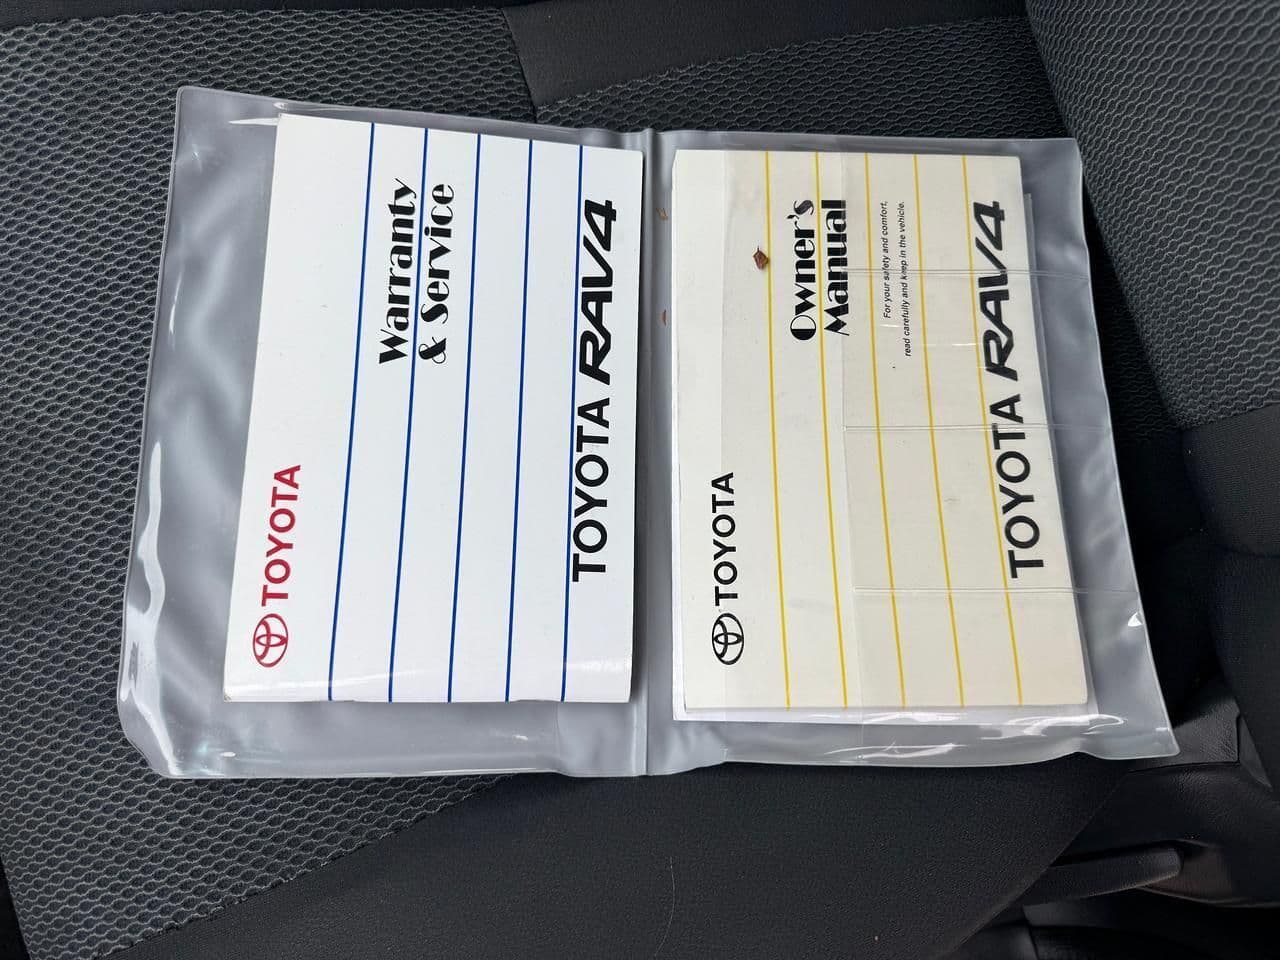 TOYOTA
Warranty
& Service
TOYOTA RAV4
TOYOTA
Owner's
Manual
For your safety and comfort,
read carefully and keep in the vehicle.
TOYOTA RAV4